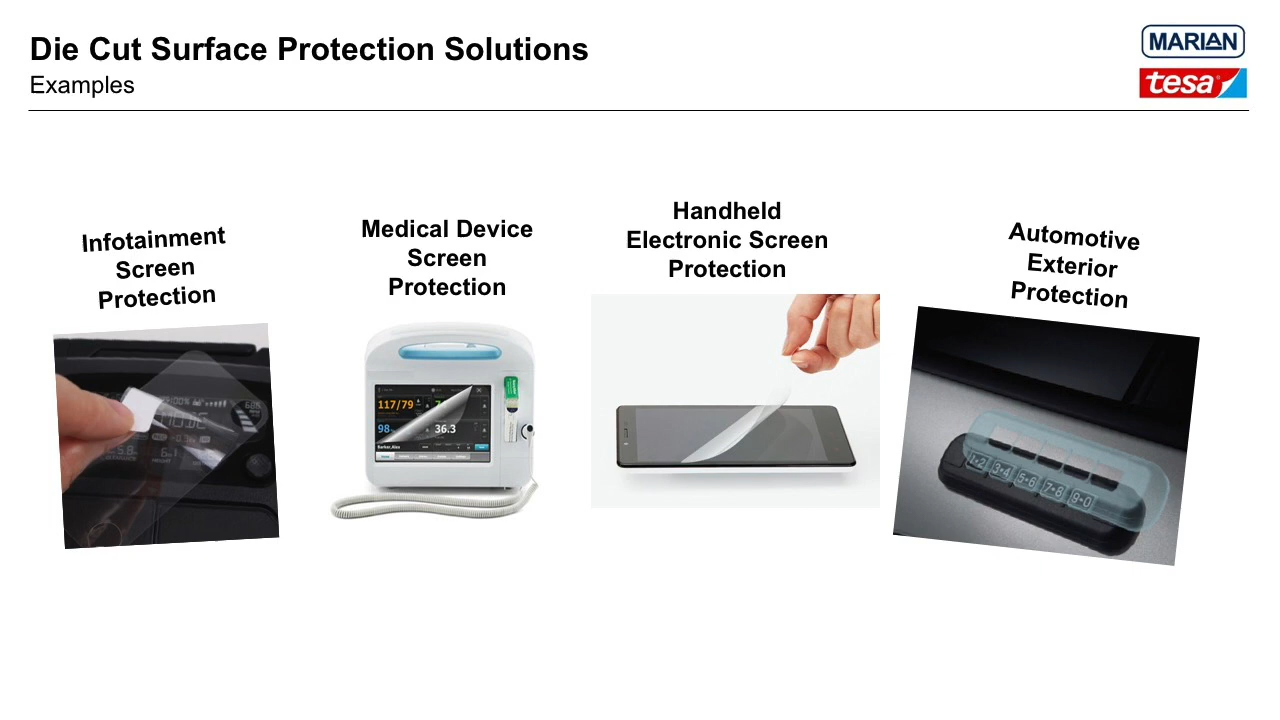 Die Cut Surface Protection Solutions
Examples
MARIAN
tesa
Infotainment
Screen
Protection
Medical Device
Screen
Protection
Handheld
Electronic Screen
Protection
Automotive
Exterior
Protection
117/79
98
36.3
1•2 3•4 5•6 7•8 9•0